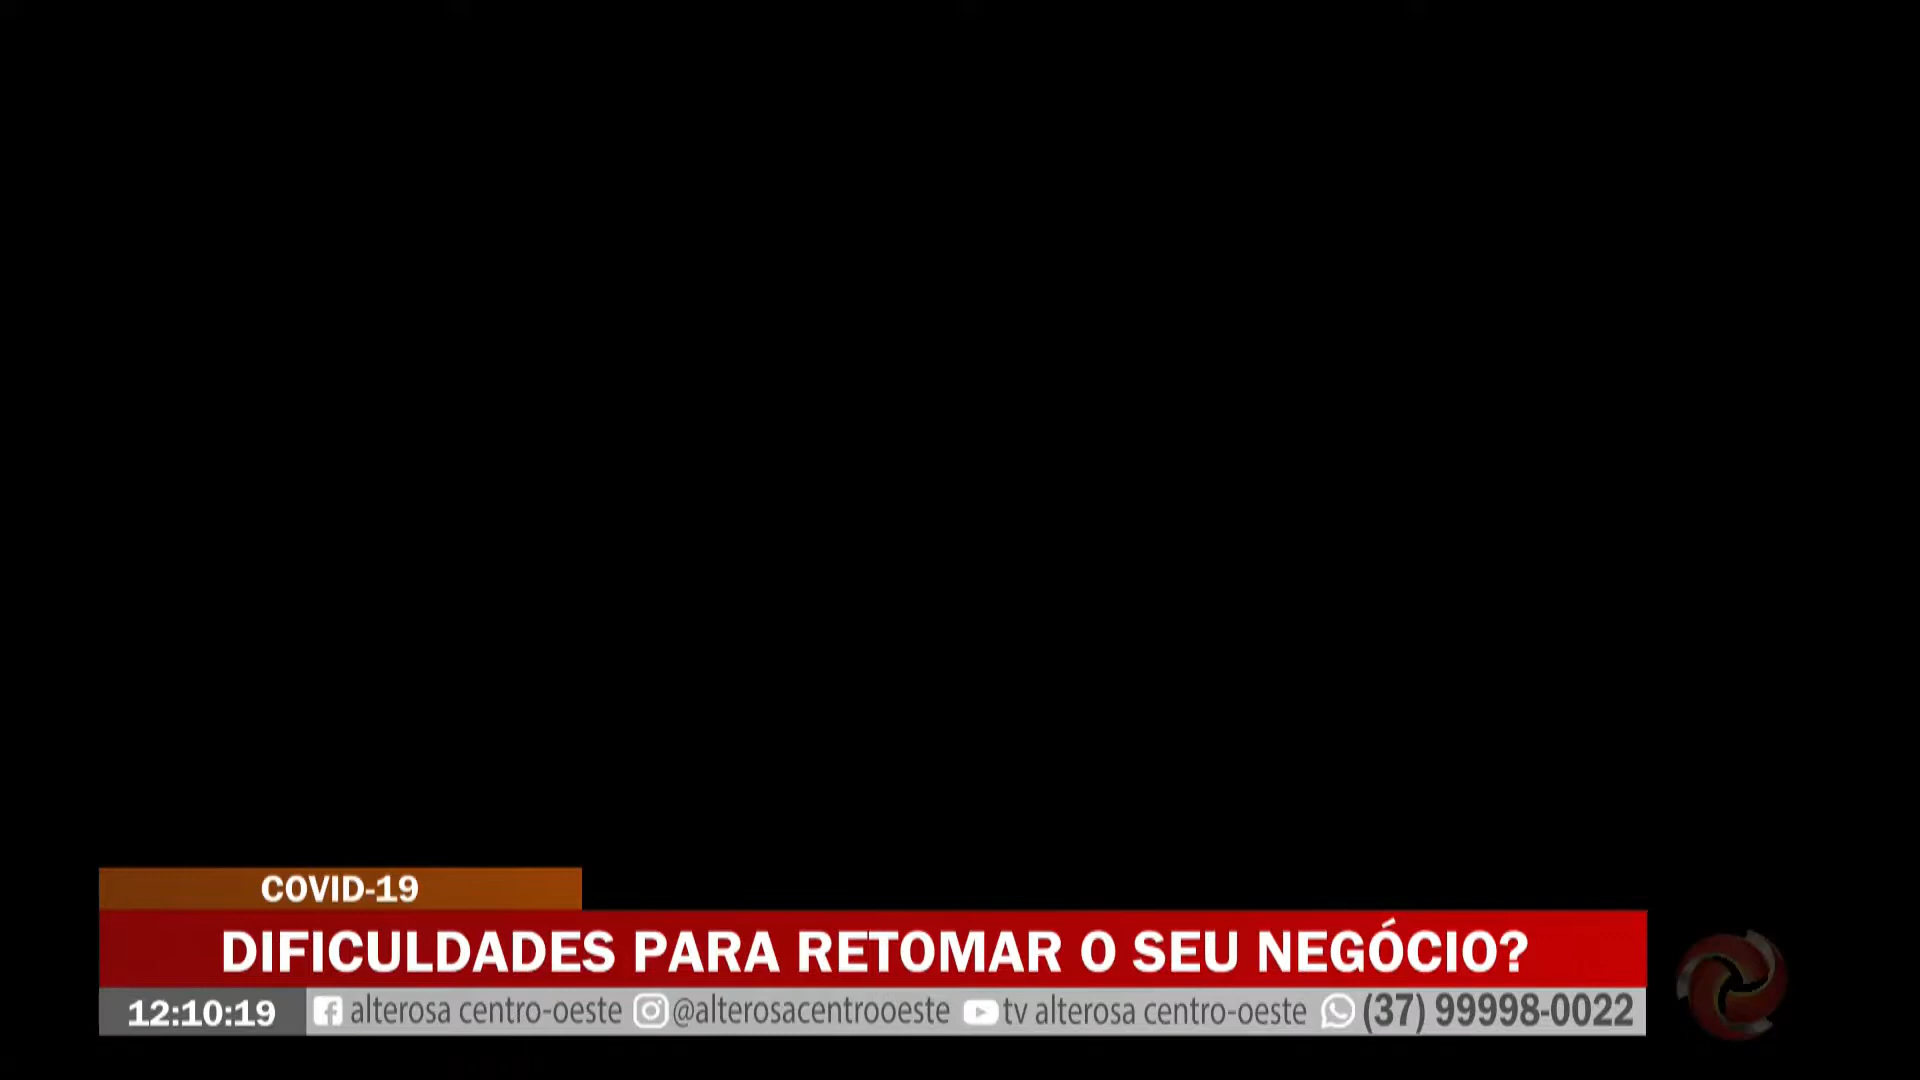 COVID-19
DIFICULDADES PARA RETOMAR O SEU NEGÓCIO?
12:10:19 alterosa centro-oeste @alterosacentrooeste tv alterosa centro-oeste (37) 99998-0022